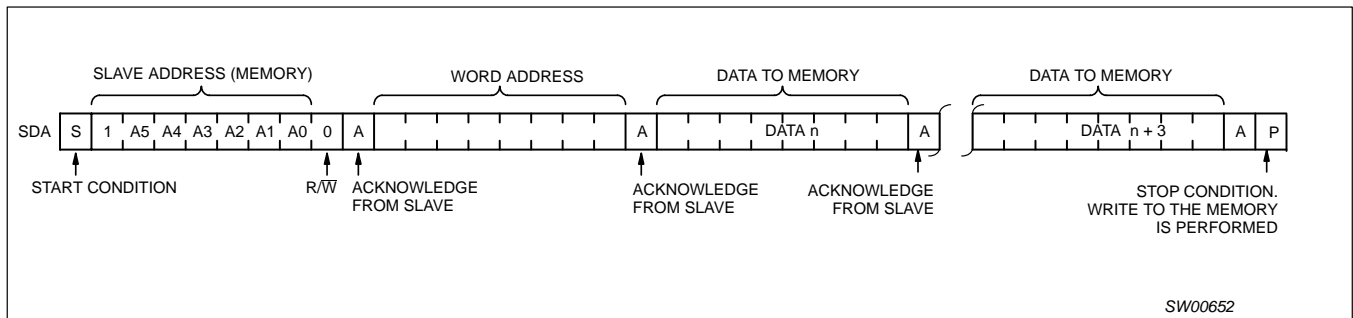 SLAVE ADDRESS (MEMORY) WORD ADDRESS DATA TO MEMORY DATA TO MEMORY
SDA S 1 A5 A4 A3 A2 A1 A0 0 A A DATA n A DATA n + 3 A P
START CONDITION R/W̅ ACKNOWLEDGE FROM SLAVE
ACKNOWLEDGE FROM SLAVE
ACKNOWLEDGE FROM SLAVE
STOP CONDITION.
WRITE TO THE MEMORY
IS PERFORMED
SW00652